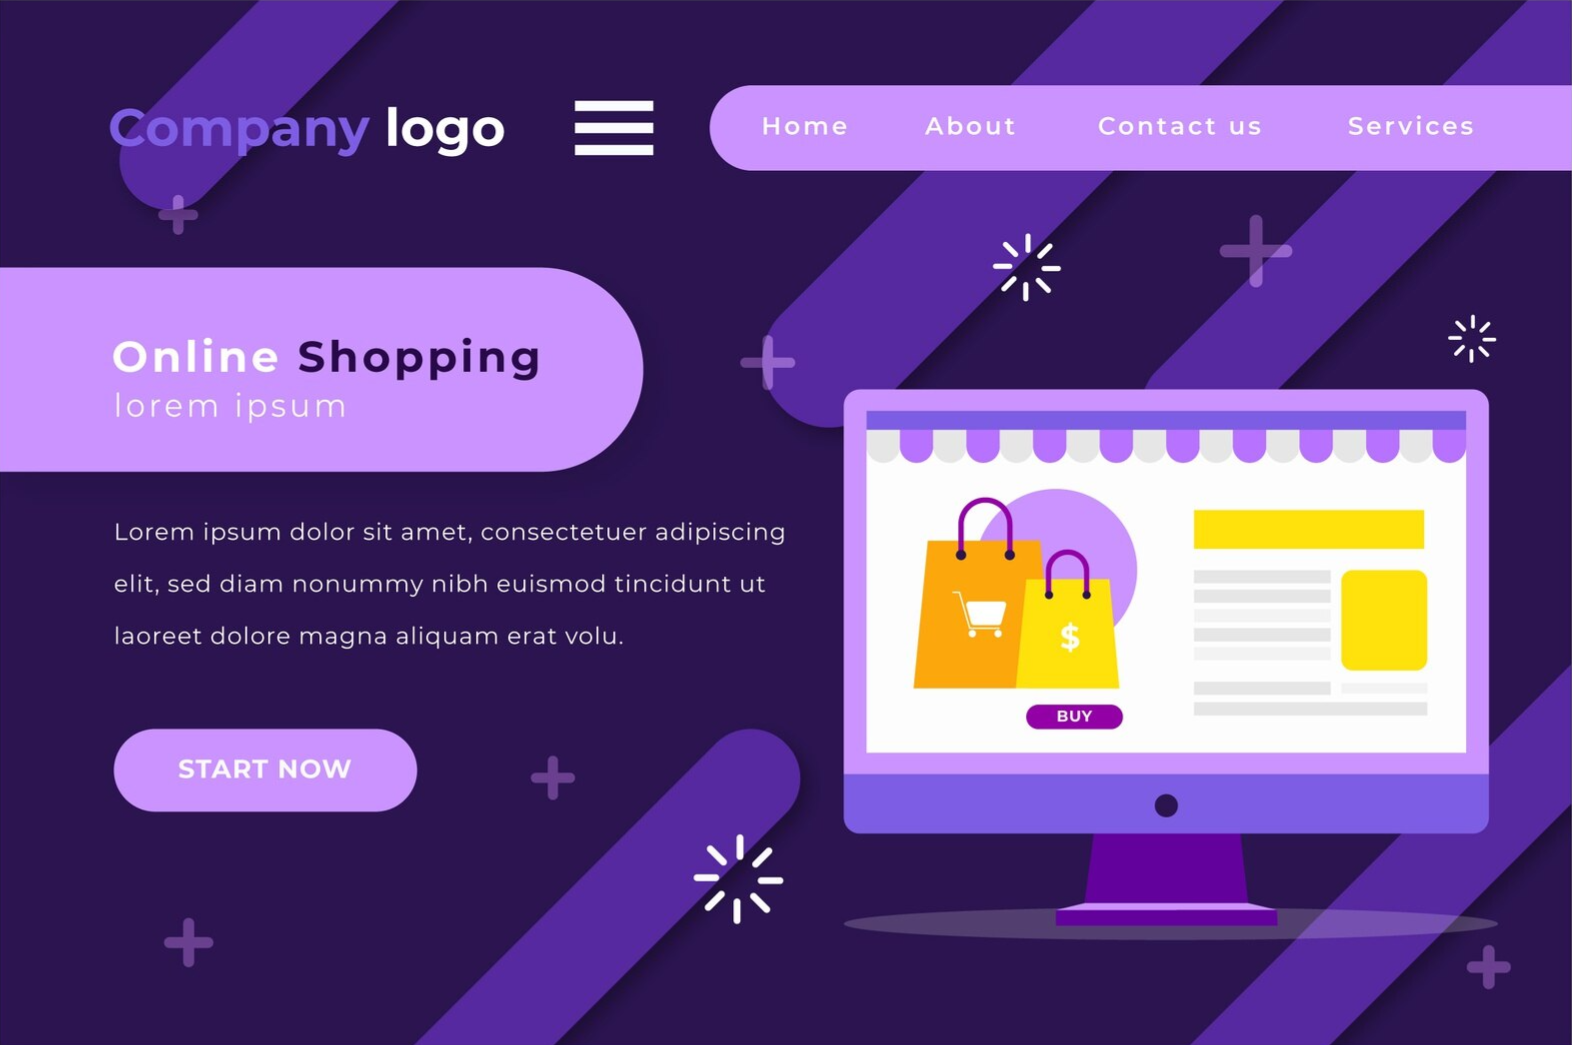 Company logo
Home About Contact us Services
Online Shopping
lorem ipsum
Lorem ipsum dolor sit amet, consectetuer adipiscing
elit, sed diam nonummy nibh euismod tincidunt ut
laoreet dolore magna aliquam erat volu.
START NOW
$
BUY